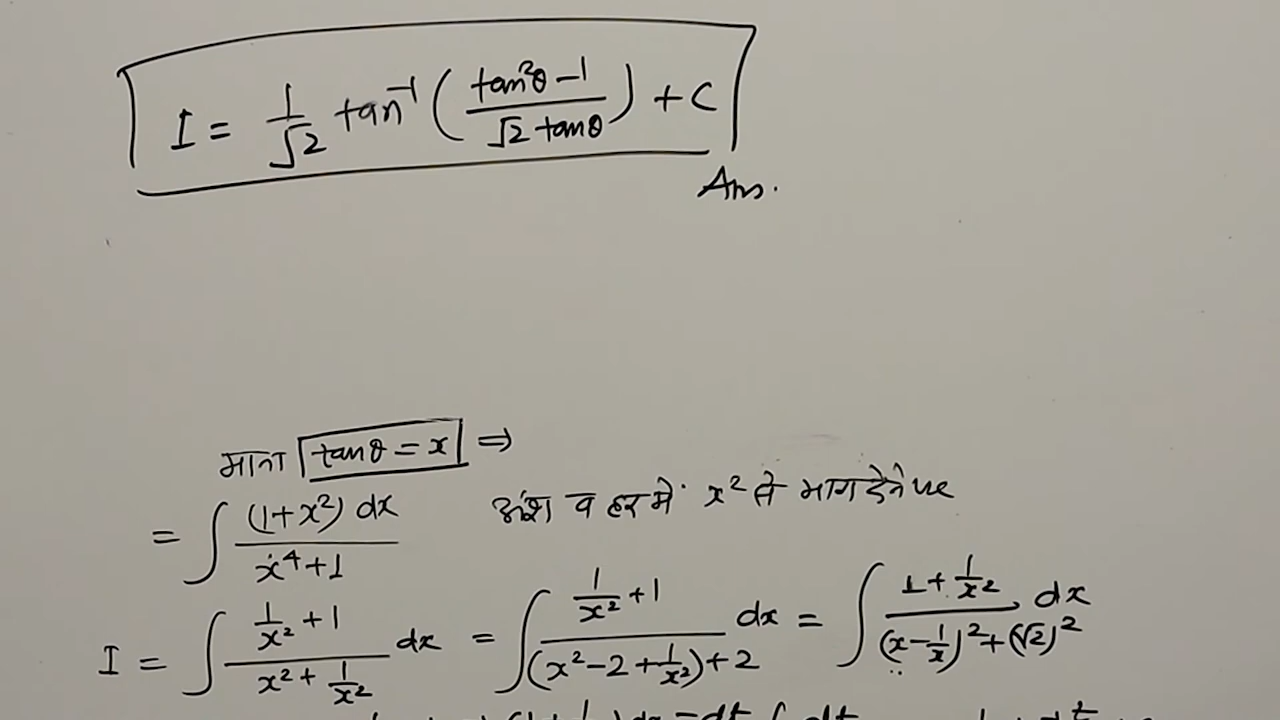 I = 1/√2 tan⁻¹ ( (tan²θ − 1)/(√2 tanθ) ) + C
Ans.
माना tanθ = x ⇒
= ∫ (1+x²) dx / (x⁴+1) अंश व हर में x² से भाग देने पर
I = ∫ (1/x² + 1)/(x² + 1/x²) dx = ∫ (1/x² + 1)/((x² − 2 + 1/x²) + 2) dx = ∫ (1 + 1/x²)/((x − 1/x)² + (√2)²) dx